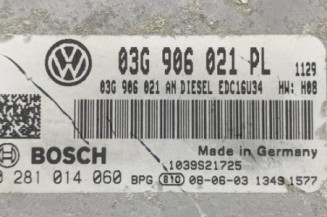 03G 906 021 PL 1129
03G 906 021 AN DIESEL EDC16U34 HW: H08
Made in Germany
BOSCH 1039S21725
0 281 014 060 BPG 810 08-06-03 1349 1577